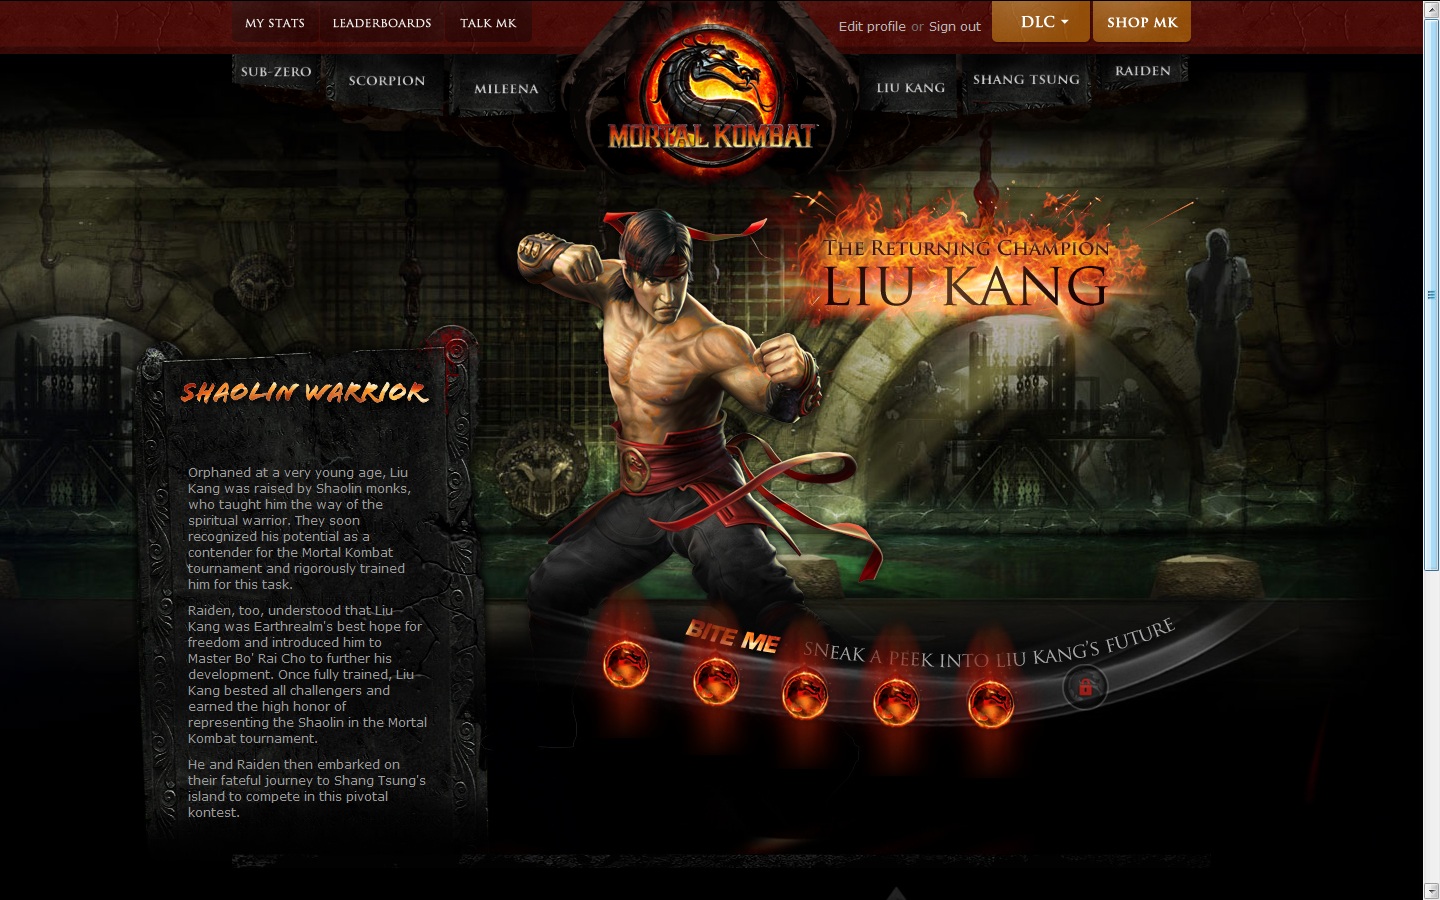 MY STATS
LEADERBOARDS
TALK MK
Edit profile or Sign out
DLC
SHOP MK
SUB-ZERO
SCORPION
MILEENA
MORTAL KOMBAT
LIU KANG
SHANG TSUNG
RAIDEN
THE RETURNING CHAMPION
LIU KANG
SHAOLIN WARRIOR
Orphaned at a very young age, Liu
Kang was raised by Shaolin monks,
who taught him the way of the
spiritual warrior. They soon
recognized his potential as a
contender for the Mortal Kombat
tournament and rigorously trained
him for this task.
Raiden, too, understood that Liu
Kang was Earthrealm's best hope for
freedom and introduced him to
Master Bo' Rai Cho to further his
development. Once fully trained, Liu
Kang bested all challengers and
earned the high honor of
representing the Shaolin in the Mortal
Kombat tournament.
He and Raiden then embarked on
their fateful journey to Shang Tsung's
island to compete in this pivotal
kontest.
BITE ME
SNEAK A PEEK INTO LIU KANG'S FUTURE